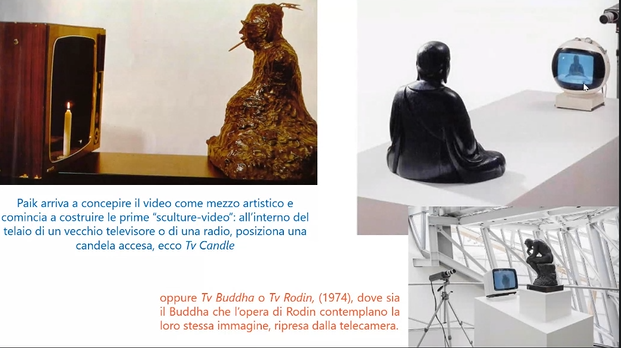 Paik arriva a concepire il video come mezzo artistico e
comincia a costruire le prime "sculture-video": all'interno del
telaio di un vecchio televisore o di una radio, posiziona una
candela accesa, ecco Tv Candle
oppure Tv Buddha o Tv Rodin, (1974), dove sia
il Buddha che l'opera di Rodin contemplano la
loro stessa immagine, ripresa dalla telecamera.